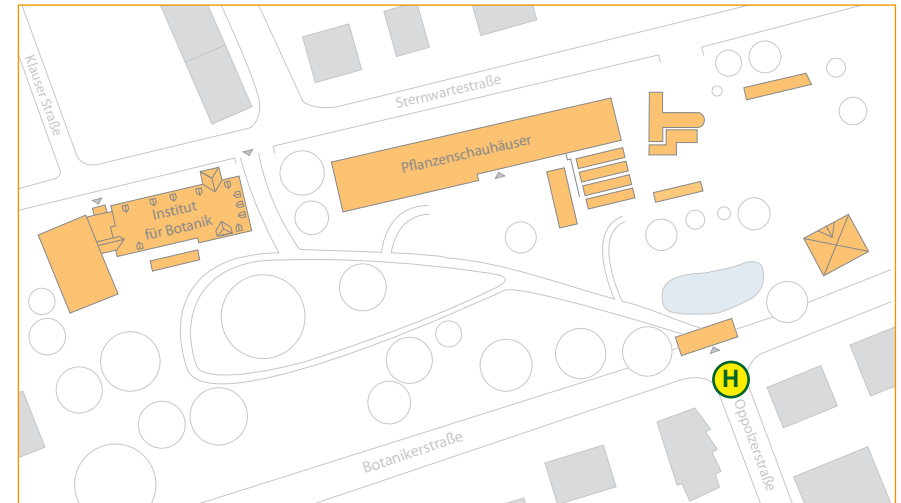 Klauser Straße
Sternwartestraße
Pflanzenschauhäuser
Institut
für Botanik
H
Oppolzerstraße
Botanikerstraße